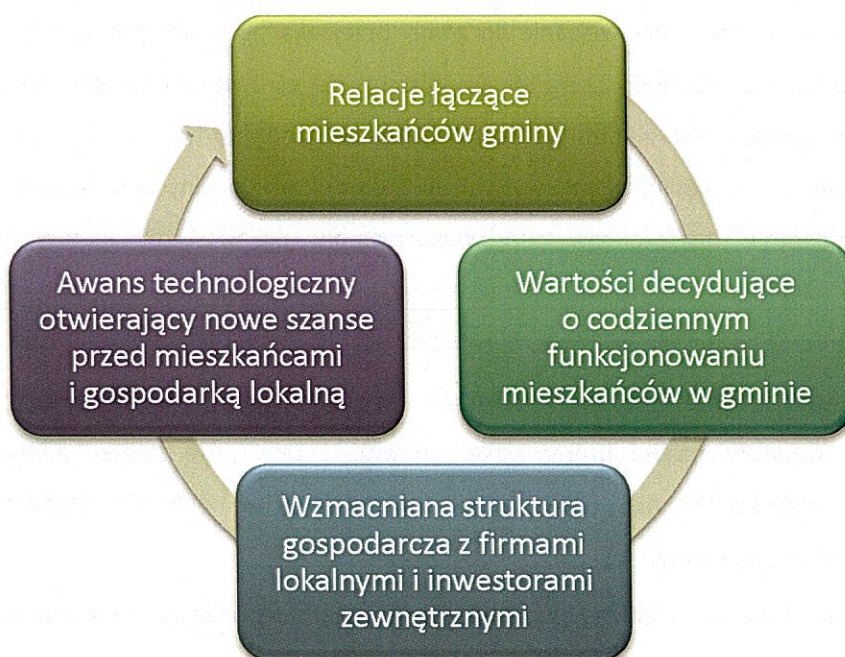 Relacje łączące
mieszkańców gminy
Wartości decydujące
o codziennym
funkcjonowaniu
mieszkańców w gminie
Wzmacniana struktura
gospodarcza z firmami
lokalnymi i inwestorami
zewnętrznymi
Awans technologiczny
otwierający nowe szanse
przed mieszkańcami
i gospodarką lokalną